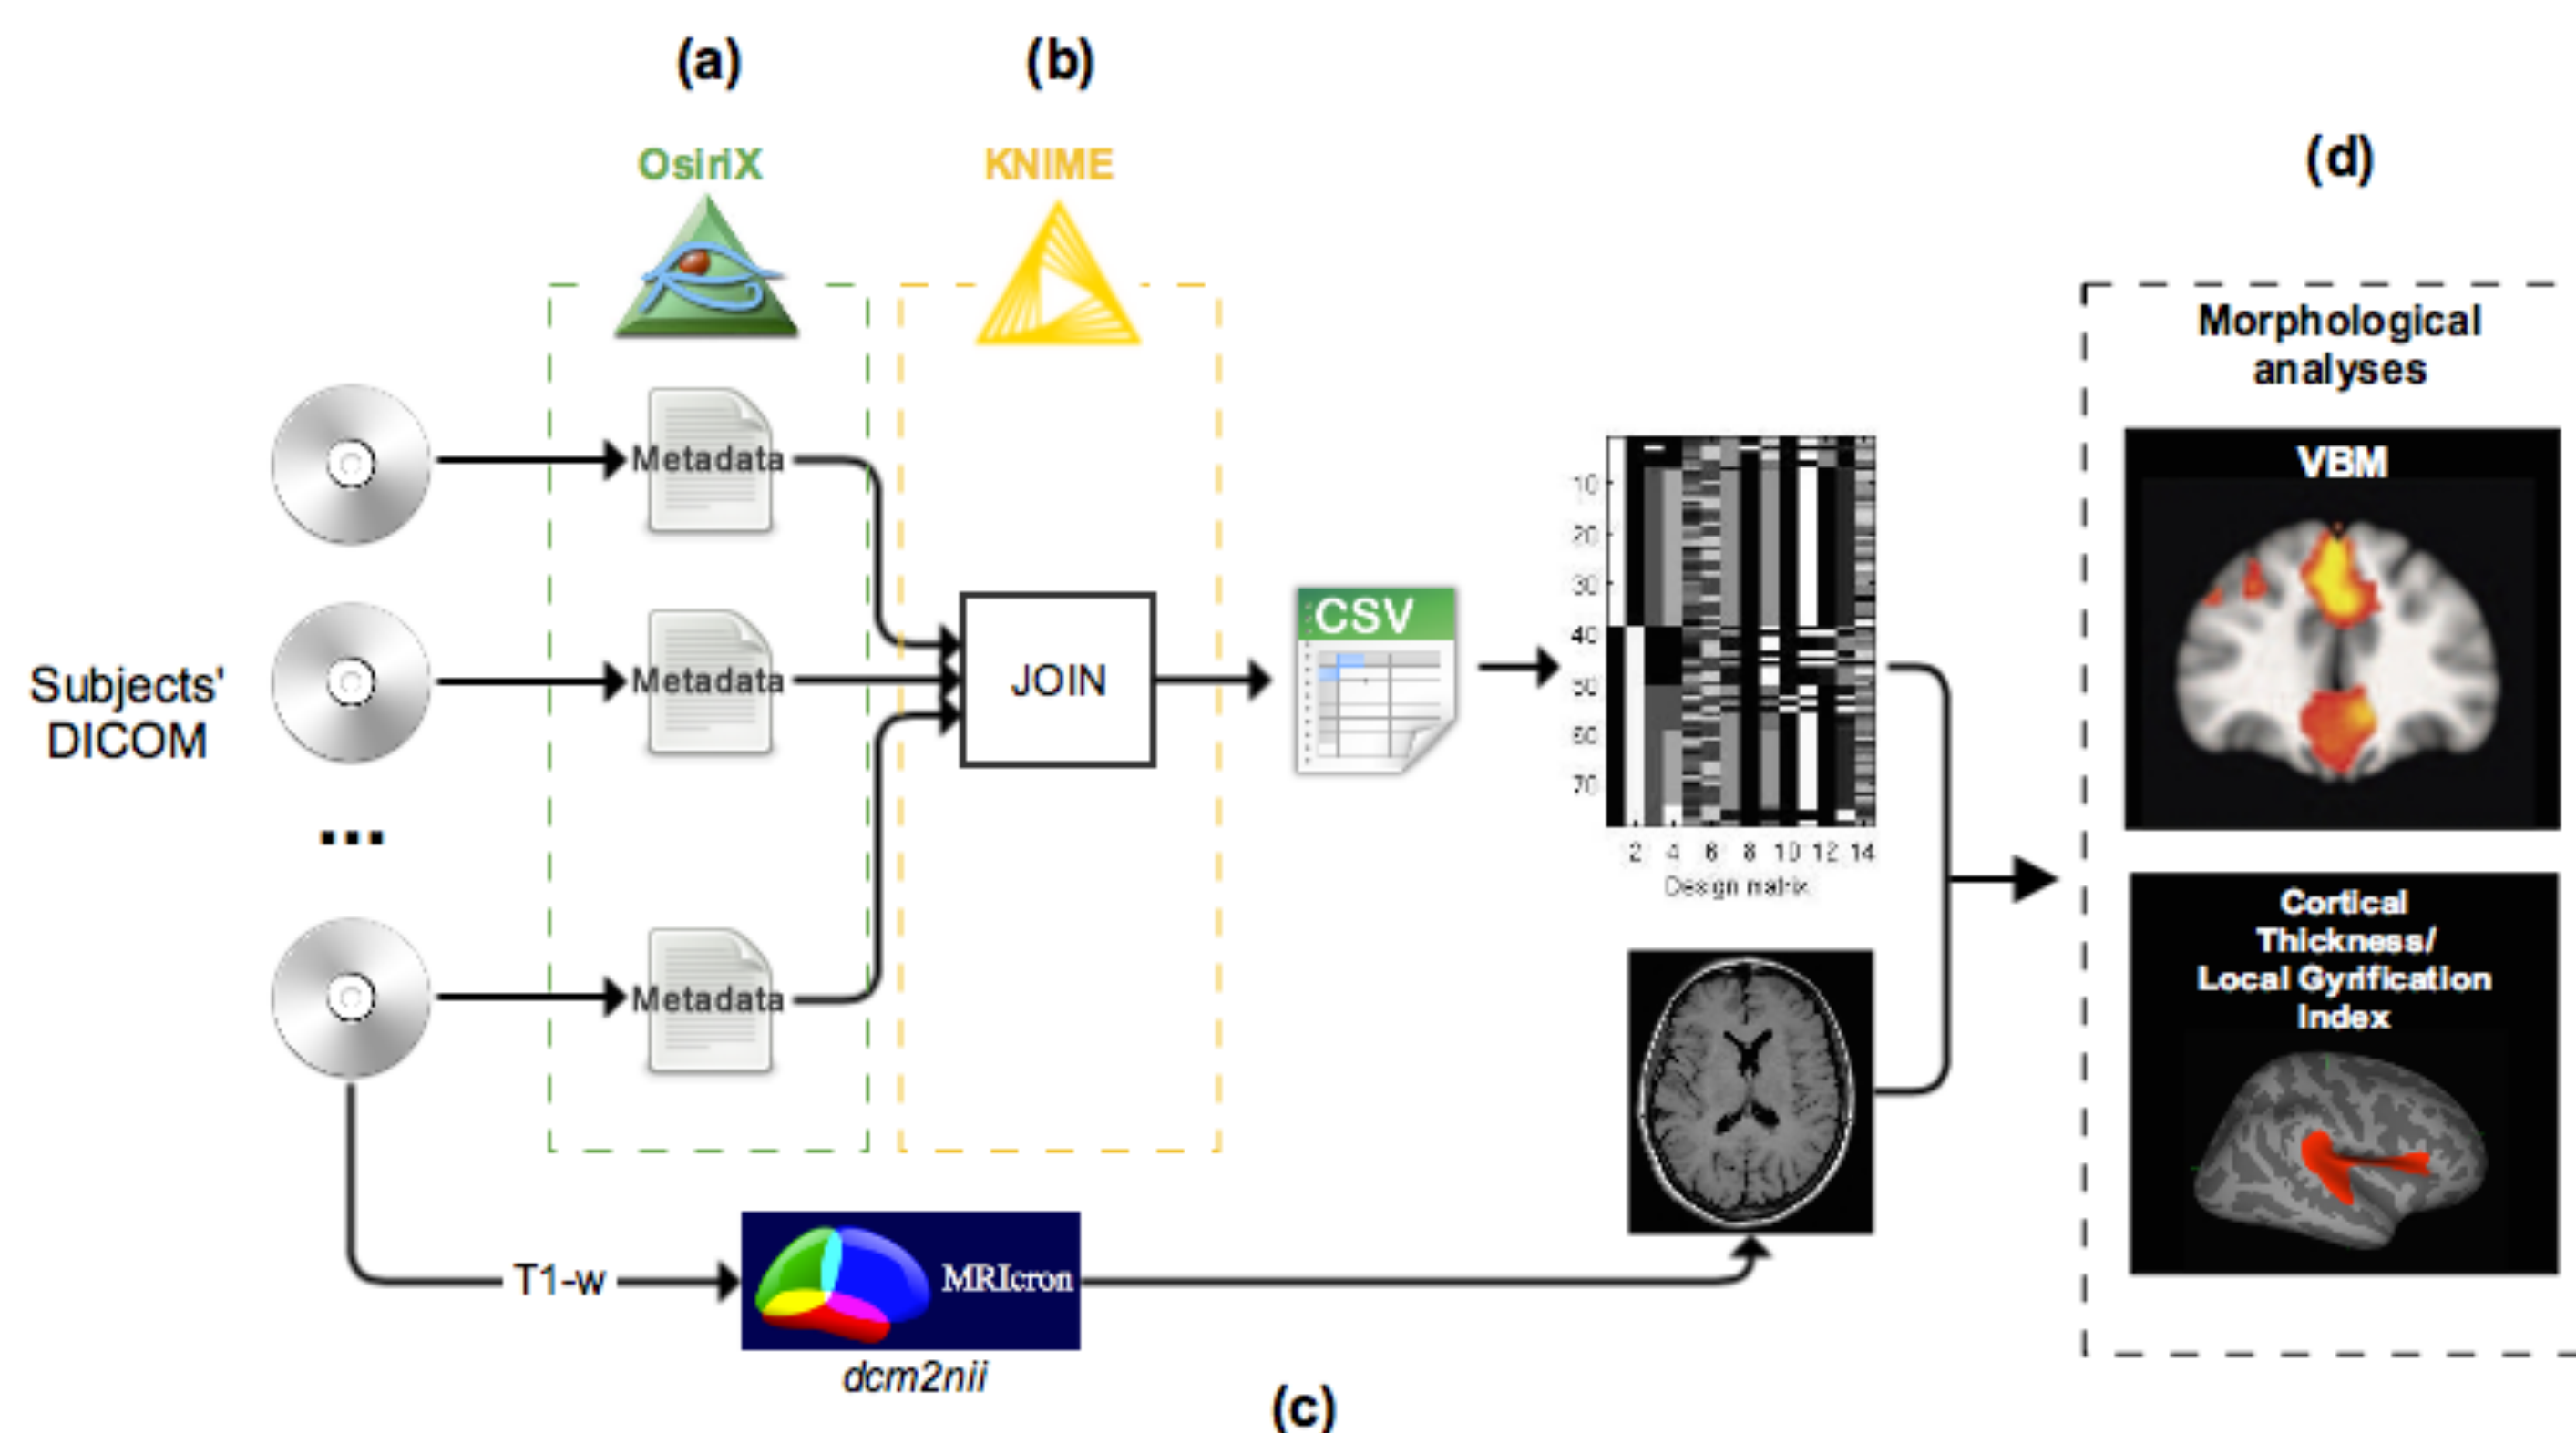 (a)
(b)
(d)
OsiriX
KNIME
Morphological
analyses
VBM
Metadata
Metadata
Metadata
Subjects'
DICOM
...
JOIN
CSV
10
20
30
40
50
60
70
2 4 6 8 10 12 14
Design matrix
Cortical
Thickness/
Local Gyrification
Index
T1-w
MRIcron
dcm2nii
(c)